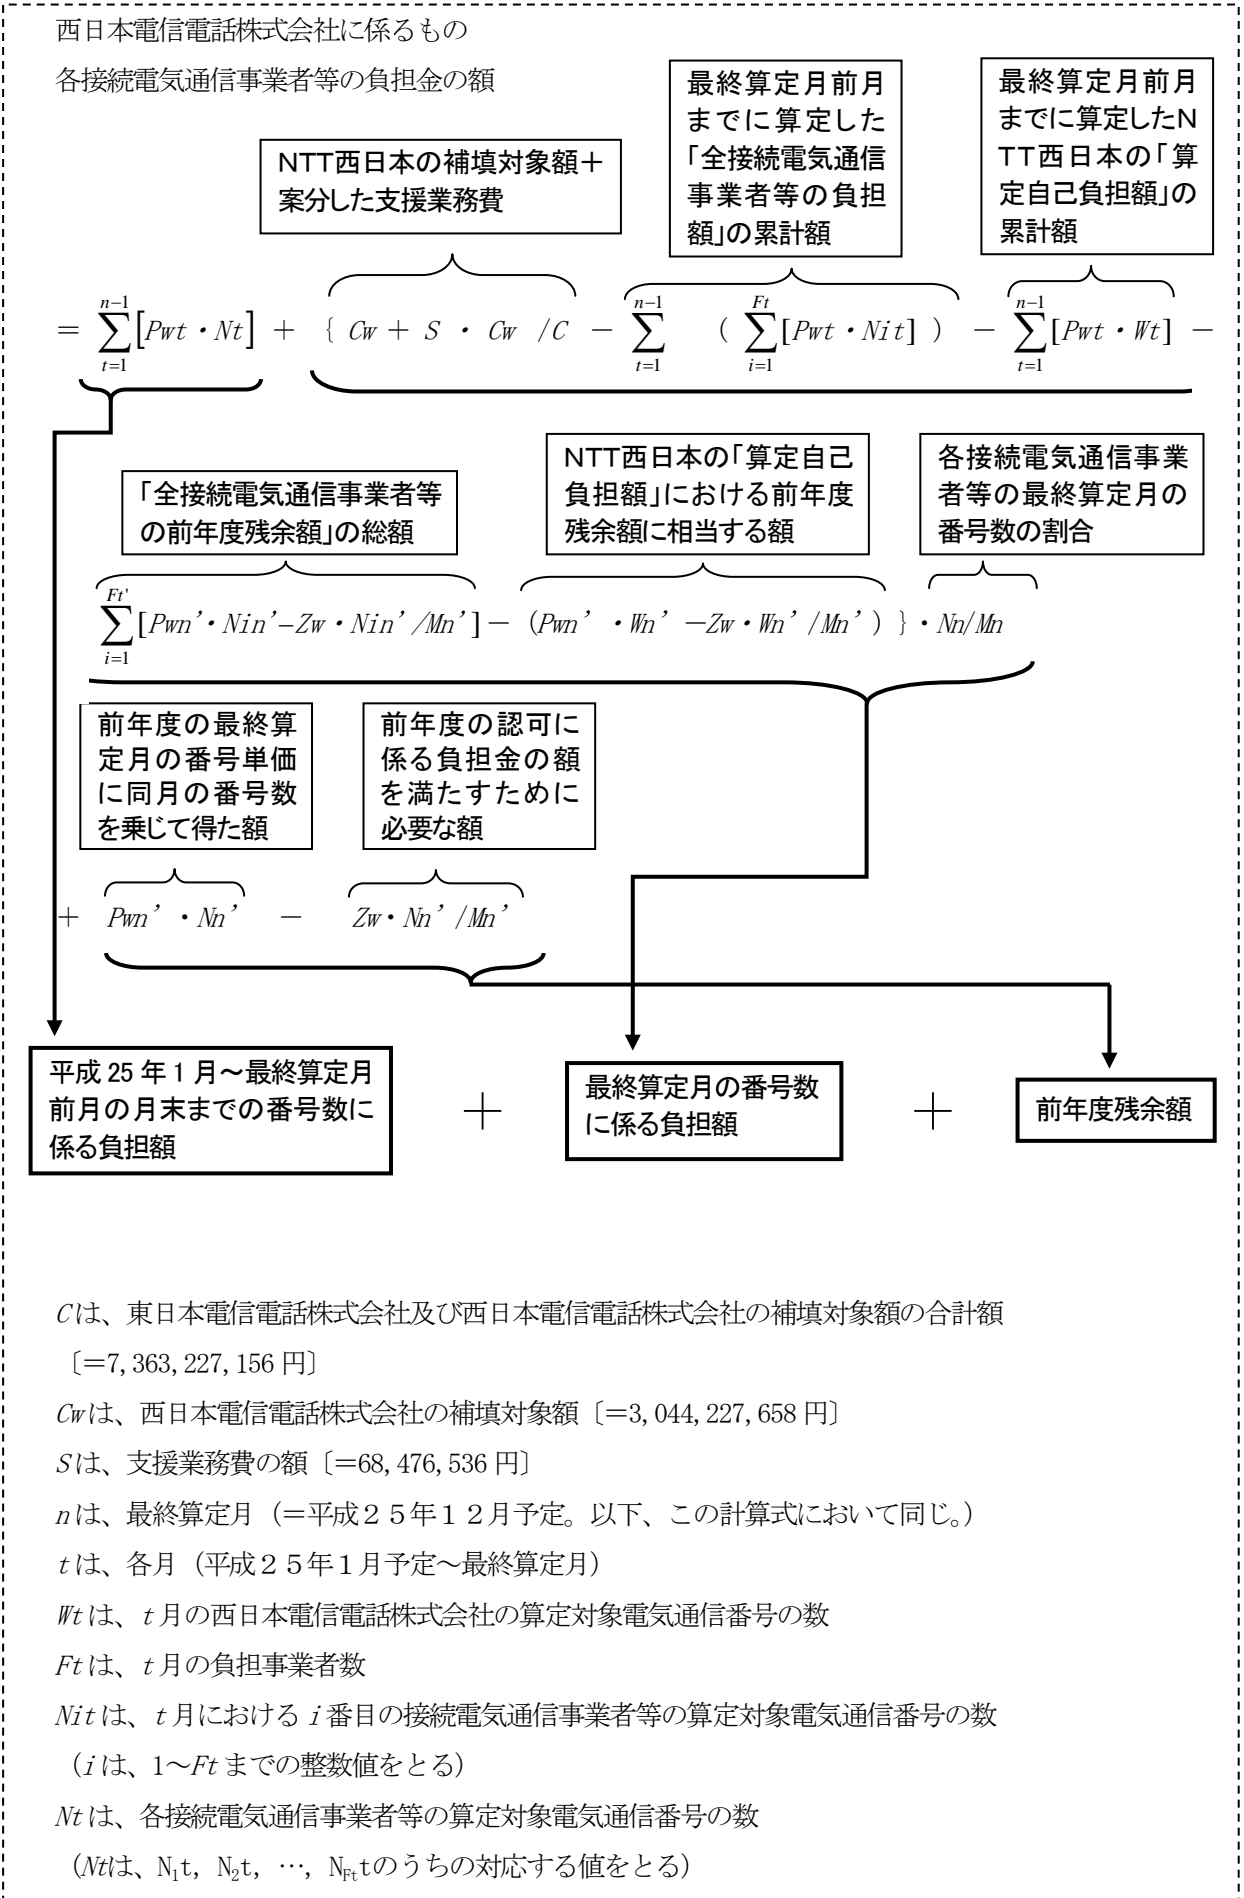 西日本電信電話株式会社に係るもの
各接続電気通信事業者等の負担金の額
NTT西日本の補填対象額＋
案分した支援業務費
最終算定月前月
までに算定した
「全接続電気通信
事業者等の負担
額」の累計額
最終算定月前月
までに算定したN
TT西日本の「算
定自己負担額」の
累計額
= ∑_{t=1}^{n−1}[Pwt・Nt] + { Cw + S ・ Cw /C − ∑_{t=1}^{n−1} ( ∑_{i=1}^{Ft}[Pwt・Nit] ) − ∑_{t=1}^{n−1}[Pwt・Wt] −
「全接続電気通信事業者等
の前年度残余額」の総額
NTT西日本の「算定自己
負担額」における前年度
残余額に相当する額
各接続電気通信事業
者等の最終算定月の
番号数の割合
∑_{i=1}^{Ft'}[Pwn’・Nin’−Zw・Nin’/Mn’]− (Pwn’ ・Wn’ −Zw・Wn’/Mn’) }・Nn/Mn
前年度の最終算
定月の番号単価
に同月の番号数
を乗じて得た額
前年度の認可に
係る負担金の額
を満たすために
必要な額
+ Pwn’ ・Nn’ − Zw・Nn’/Mn’
平成 25 年 1 月～最終算定月
前月の月末までの番号数に
係る負担額
＋
最終算定月の番号数
に係る負担額
＋
前年度残余額
Cは、東日本電信電話株式会社及び西日本電信電話株式会社の補填対象額の合計額
〔=7,363,227,156 円〕
Cwは、西日本電信電話株式会社の補填対象額〔=3,044,227,658 円〕
Sは、支援業務費の額〔=68,476,536 円〕
nは、最終算定月（＝平成２５年１２月予定。以下、この計算式において同じ。）
tは、各月（平成２５年１月予定～最終算定月）
Wtは、t月の西日本電信電話株式会社の算定対象電気通信番号の数
Ftは、t月の負担事業者数
Nitは、t月におけるi番目の接続電気通信事業者等の算定対象電気通信番号の数
（iは、1～Ftまでの整数値をとる）
Ntは、各接続電気通信事業者等の算定対象電気通信番号の数
（Ntは、N₁t, N₂t, …, N_{Ft}tのうちの対応する値をとる）